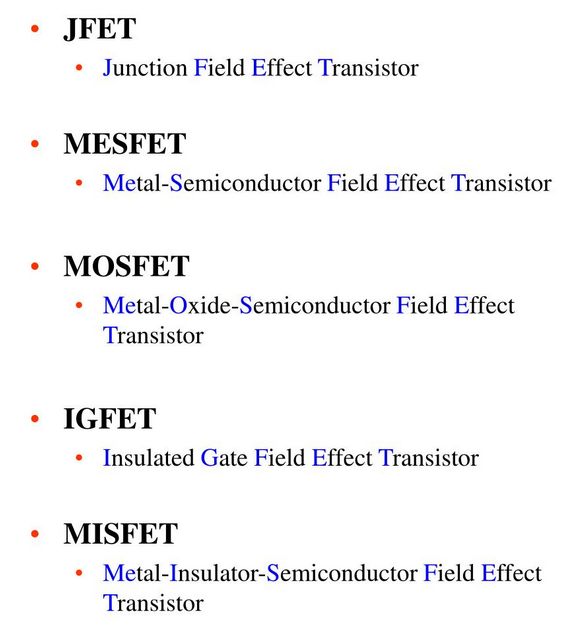 • JFET
• Junction Field Effect Transistor
• MESFET
• Metal-Semiconductor Field Effect Transistor
• MOSFET
• Metal-Oxide-Semiconductor Field Effect
Transistor
• IGFET
• Insulated Gate Field Effect Transistor
• MISFET
• Metal-Insulator-Semiconductor Field Effect
Transistor